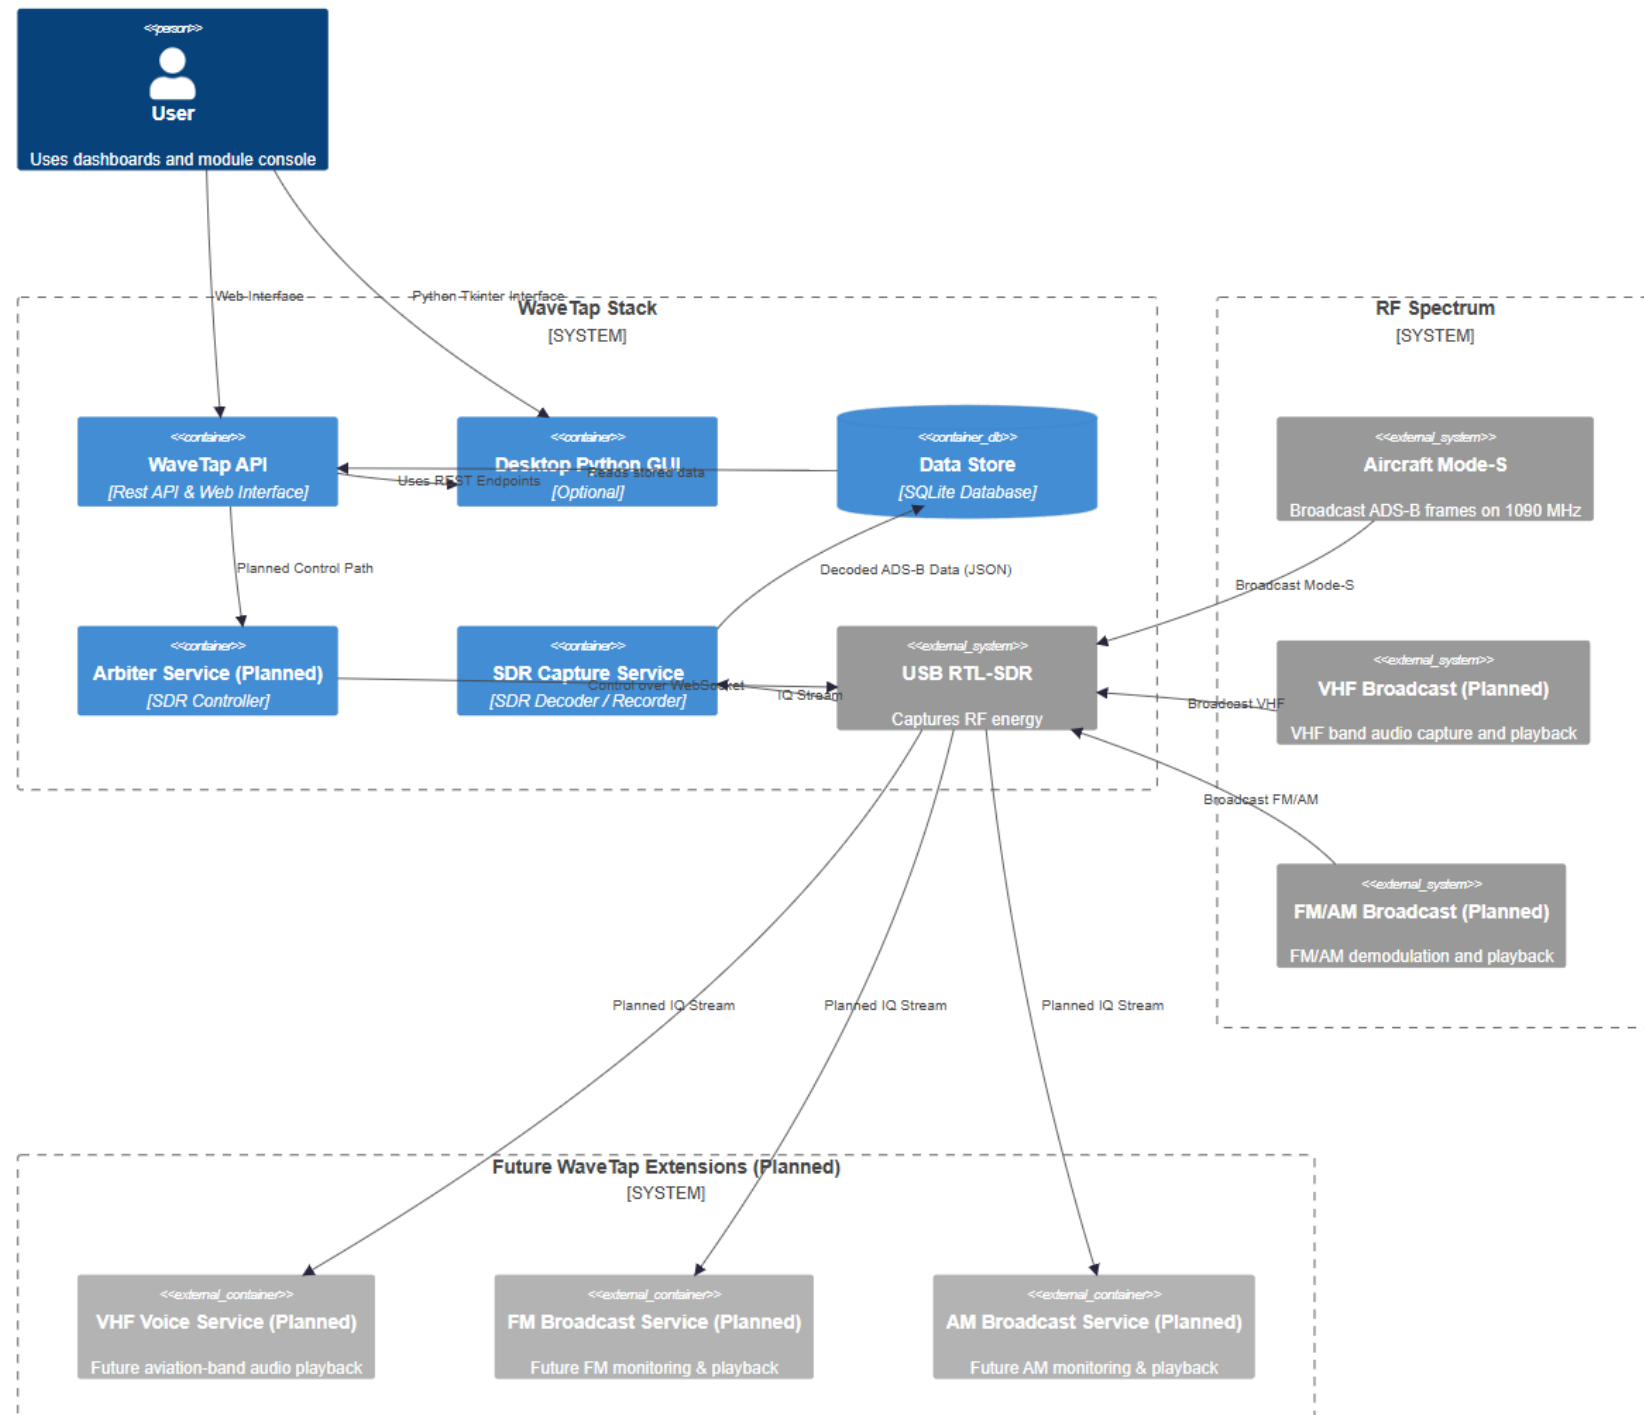 <<person>>
User
Uses dashboards and module console
Web Interface
Python Tkinter Interface
WaveTap Stack
[SYSTEM]
RF Spectrum
[SYSTEM]
<<container>>
WaveTap API
[Rest API & Web Interface]
<<container>>
Desktop Python GUI
[Optional]
<<container_db>>
Data Store
[SQLite Database]
<<external_system>>
Aircraft Mode-S
Broadcast ADS-B frames on 1090 MHz
Reads stored data
Uses REST Endpoints
Planned Control Path
Decoded ADS-B Data (JSON)
Broadcast Mode-S
<<container>>
Arbiter Service (Planned)
[SDR Controller]
<<container>>
SDR Capture Service
[SDR Decoder / Recorder]
<<external_system>>
USB RTL-SDR
Captures RF energy
<<external_system>>
VHF Broadcast (Planned)
VHF band audio capture and playback
Control over WebSocket
IQ Stream
Broadcast VHF
Broadcast FM/AM
<<external_system>>
FM/AM Broadcast (Planned)
FM/AM demodulation and playback
Planned IQ Stream
Planned IQ Stream
Planned IQ Stream
Future WaveTap Extensions (Planned)
[SYSTEM]
<<external_container>>
VHF Voice Service (Planned)
Future aviation-band audio playback
<<external_container>>
FM Broadcast Service (Planned)
Future FM monitoring & playback
<<external_container>>
AM Broadcast Service (Planned)
Future AM monitoring & playback